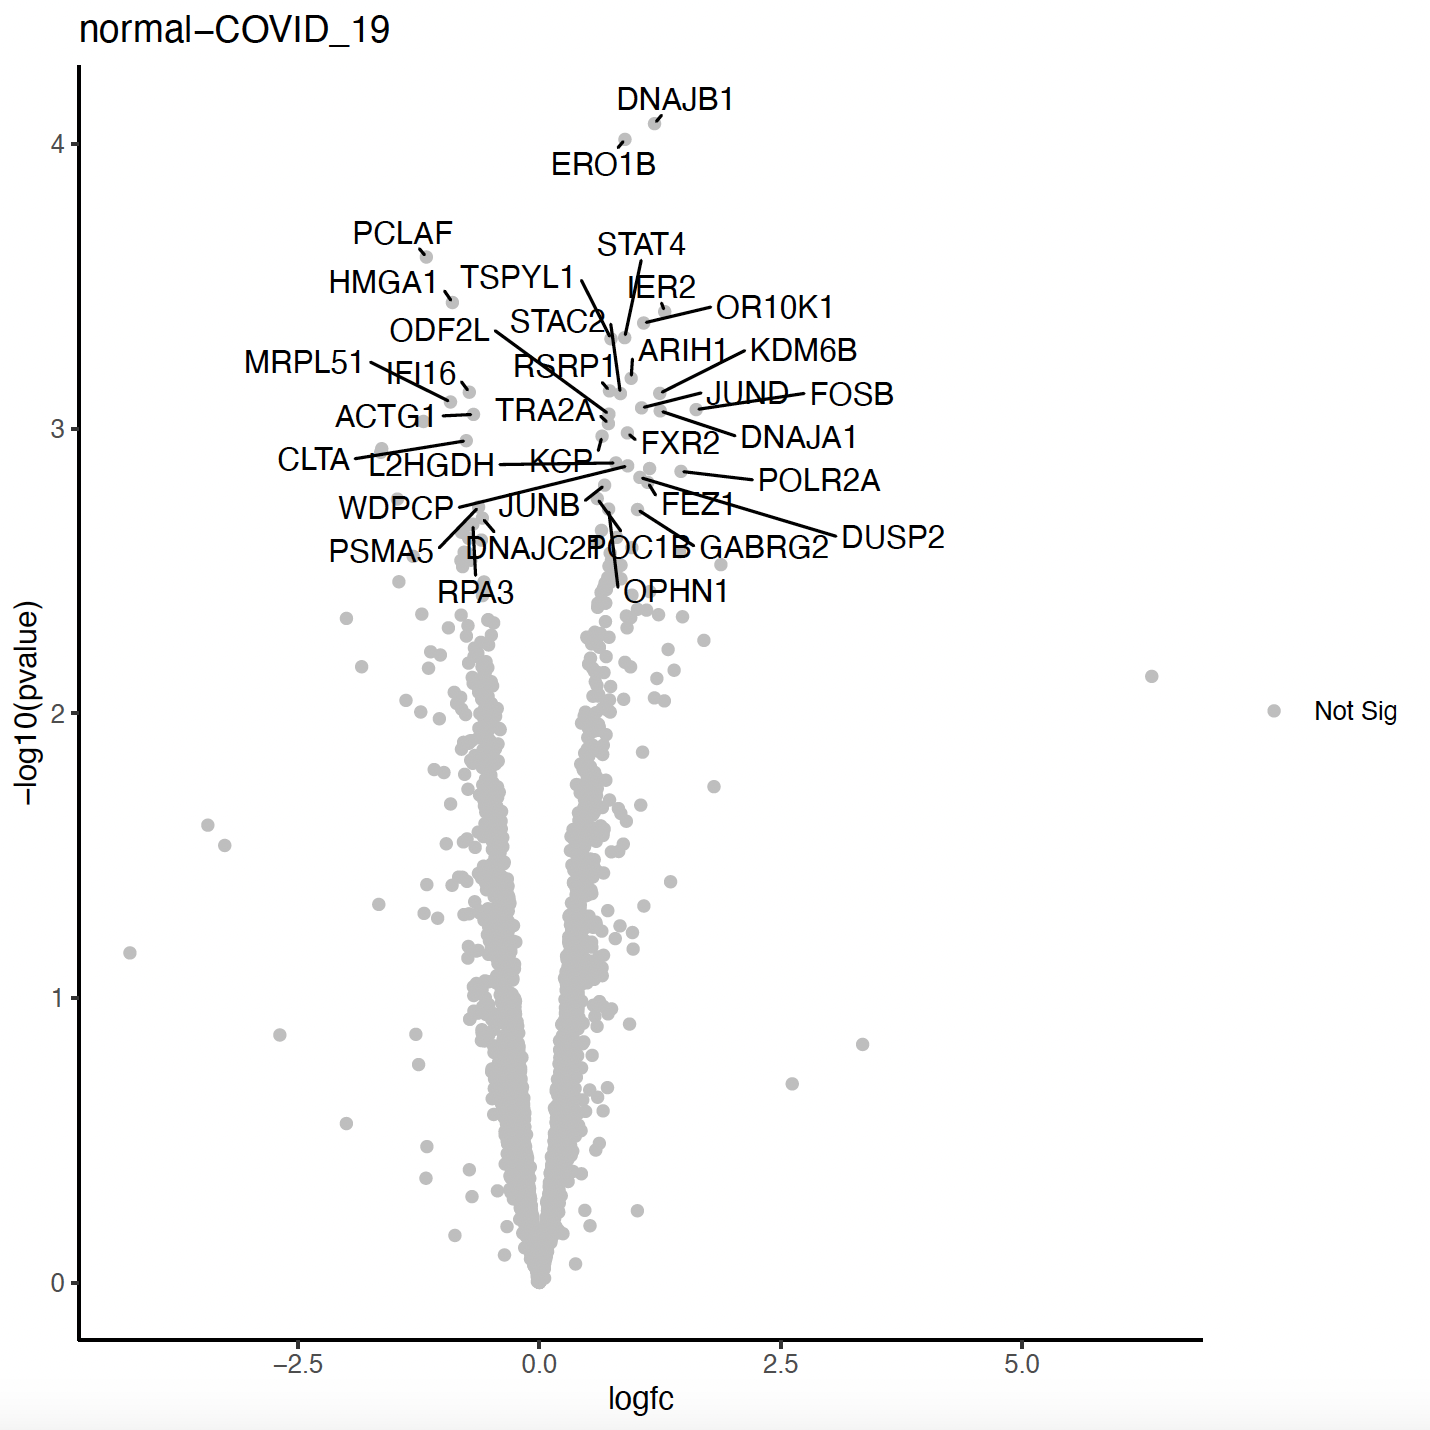 normal−COVID_19
DNAJB1
4
ERO1B
PCLAF
STAT4
HMGA1
TSPYL1
IER2
OR10K1
STAC2
ODF2L
ARIH1
KDM6B
MRPL51
IFI16
RSRP1
JUND
FOSB
TRA2A
ACTG1
3
FXR2
DNAJA1
CLTA
L2HGDH
KCP
POLR2A
WDPCP
JUNB
FEZ1
DUSP2
PSMA5
DNAJC21
POC1B
GABRG2
RPA3
OPHN1
−log10(pvalue)
2
Not Sig
1
0
−2.5
0.0
2.5
5.0
logfc